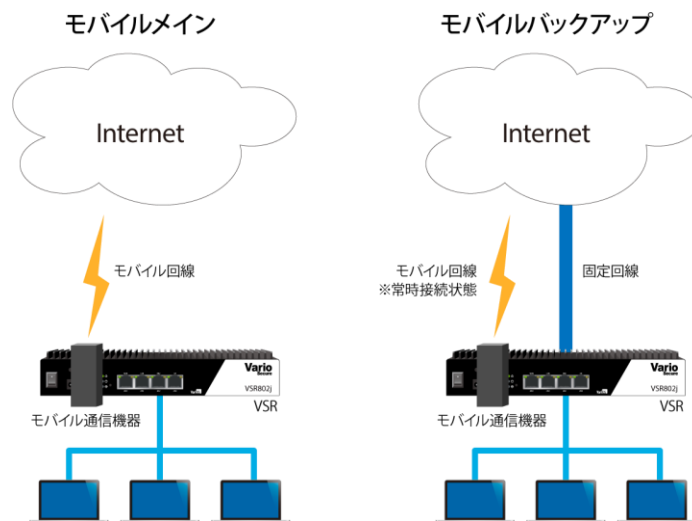 モバイルメイン
Internet
モバイル回線
Vario
Secure
VSR802j
VSR
モバイル通信機器
モバイルバックアップ
Internet
モバイル回線
※常時接続状態
固定回線
Vario
Secure
VSR802j
VSR
モバイル通信機器